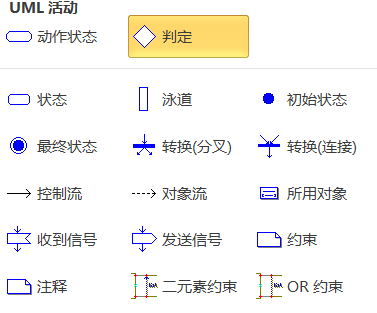 UML 活动
动作状态 判定
状态 泳道 初始状态
最终状态 转换(分叉) 转换(连接)
控制流 对象流 所用对象
收到信号 发送信号 约束
注释 二元素约束 OR 约束